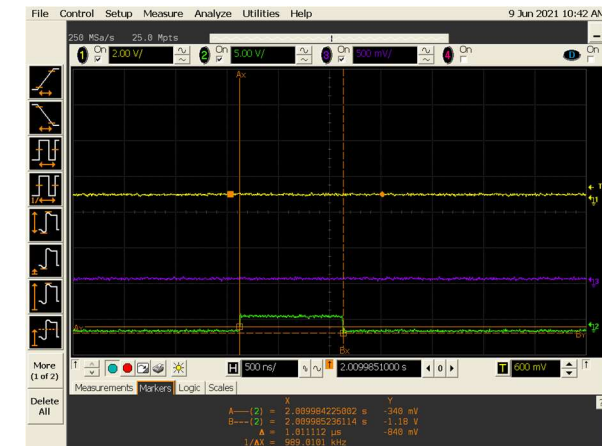 File Control Setup Measure Analyze Utilities Help 9 Jun 2021 10:42 AM
250 MSa/s 25.0 Mpts
1 On 2.00 V/ 2 On 5.00 V/ 3 On 500 mV/ 4 On On
Ax
T
Bx
By
More
(1 of 2)
Delete
All
H 500 ns/ 2.0099851000 s 0 T 600 mV
Measurements Markers Logic Scales
X Y
A——(2) = 2.009984225002 s -340 mV
B---(2) = 2.009985236114 s -1.18 V
Δ = 1.011112 µs -840 mV
1/ΔX = 989.0101 kHz